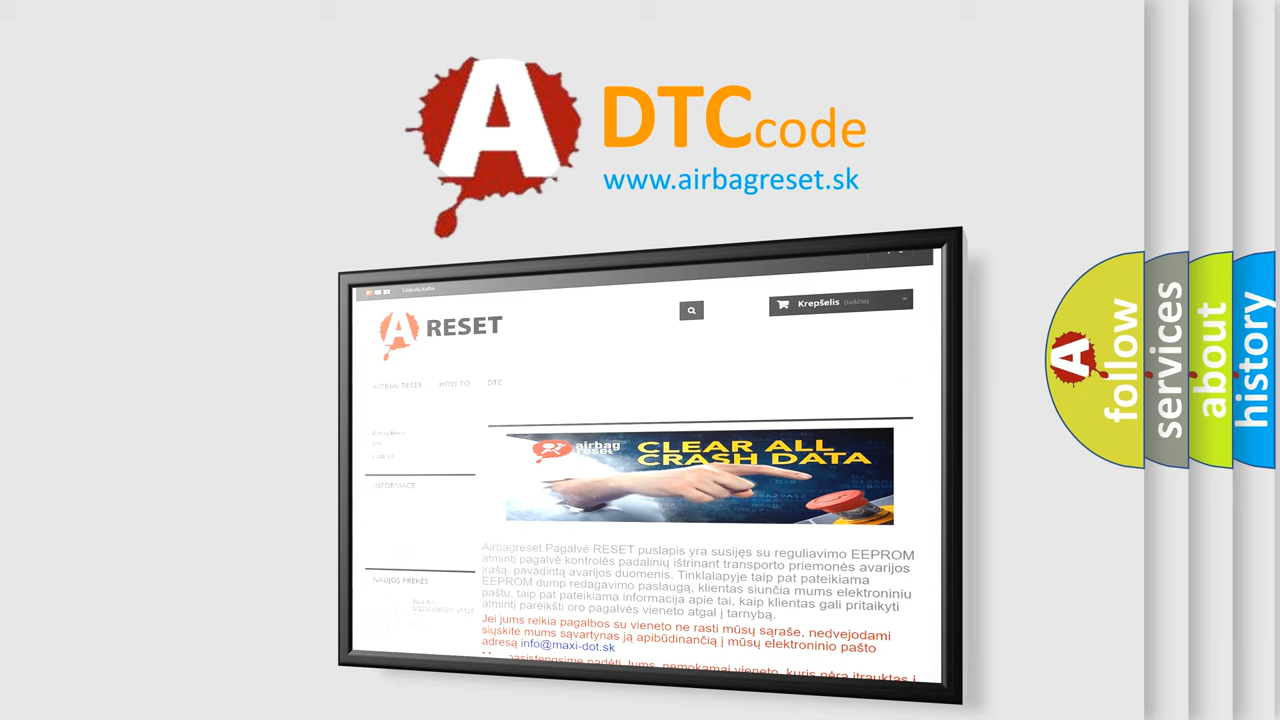 A
DTCcode
www.airbagreset.sk
Lietuvių kalba
Krepšelis (tuščia)
A RESET
AIRBAG RESET HOW TO DTC
airbag
reset
CLEAR ALL
CRASH DATA
INFORMACE
Airbagreset Pagalvė RESET puslapis yra susijęs su reguliavimo EEPROM
atmintį pagalvė kontrolės padalinių ištrinant transporto priemonės avarijos
įrašą, pavadintą avarijos duomenis. Tinklalapyje taip pat pateikiama
EEPROM dump redagavimo paslaugą, klientas siunčia mums elektroniniu
paštu, taip pat pateikiama informacija apie tai, kaip klientas gali pritaikyti
atmintį pareikšti oro pagalvės vieneto atgal į tarnybą.
NAUJOS PREKĖS
Jei jums reikia pagalbos su vieneto ne rasti mūsų sąraše, nedvejodami
siųskite mums sąvartynas ją apibūdinančią į mūsų elektroninio pašto
adresą info@maxi-dot.sk
A follow
services
about
history